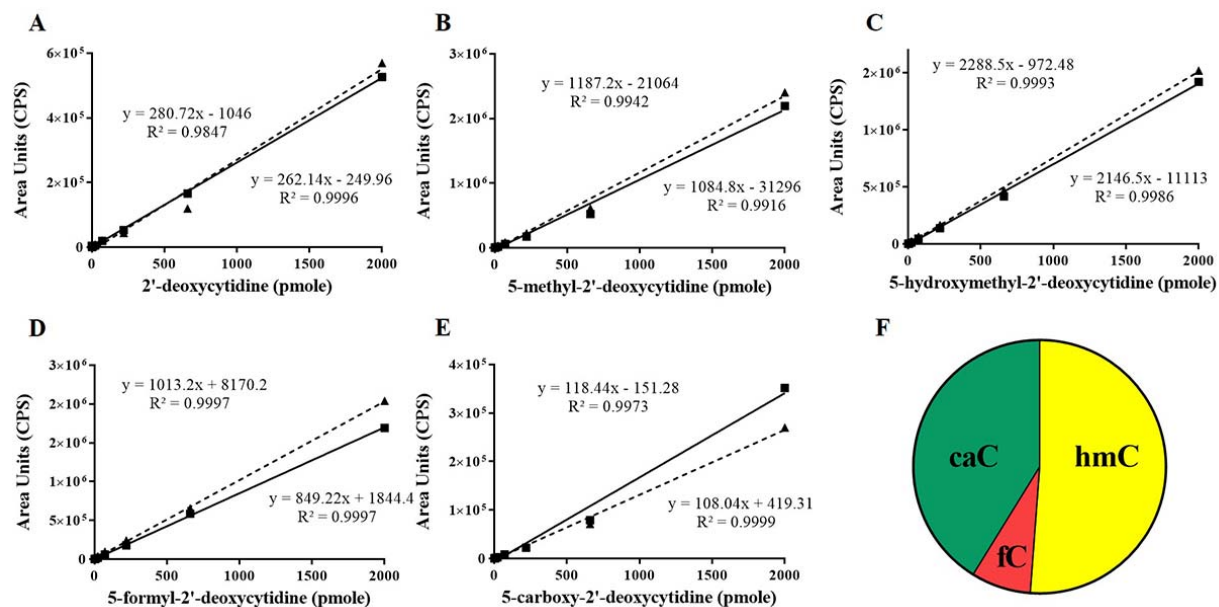 A
6×10⁵
4×10⁵
2×10⁵
0
Area Units (CPS)
y = 280.72x - 1046
R² = 0.9847
y = 262.14x - 249.96
R² = 0.9996
0 500 1000 1500 2000
2'-deoxycytidine (pmole)
B
3×10⁶
2×10⁶
1×10⁶
0
Area Units (CPS)
y = 1187.2x - 21064
R² = 0.9942
y = 1084.8x - 31296
R² = 0.9916
0 500 1000 1500 2000
5-methyl-2'-deoxycytidine (pmole)
C
2×10⁶
1×10⁶
5×10⁵
0
Area Units (CPS)
y = 2288.5x - 972.48
R² = 0.9993
y = 2146.5x - 11113
R² = 0.9986
0 500 1000 1500 2000
5-hydroxymethyl-2'-deoxycytidine (pmole)
D
3×10⁶
2×10⁶
2×10⁶
1×10⁶
5×10⁵
0
Area Units (CPS)
y = 1013.2x + 8170.2
R² = 0.9997
y = 849.22x + 1844.4
R² = 0.9997
0 500 1000 1500 2000
5-formyl-2'-deoxycytidine (pmole)
E
4×10⁵
3×10⁵
2×10⁵
1×10⁵
0
Area Units (CPS)
y = 118.44x - 151.28
R² = 0.9973
y = 108.04x + 419.31
R² = 0.9999
0 500 1000 1500 2000
5-carboxy-2'-deoxycytidine (pmole)
F
caC
hmC
fC